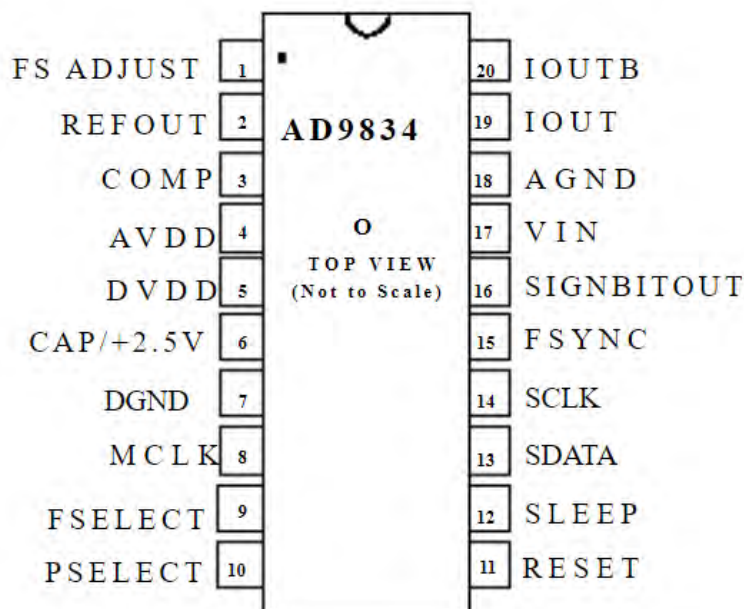 FS ADJUST 1 20 IOUTB
REFOUT 2 AD9834 19 IOUT
COMP 3 18 AGND
AVDD 4 O 17 VIN
TOP VIEW
DVDD 5 (Not to Scale) 16 SIGNBITOUT
CAP/+2.5V 6 15 FSYNC
DGND 7 14 SCLK
MCLK 8 13 SDATA
FSELECT 9 12 SLEEP
PSELECT 10 11 RESET